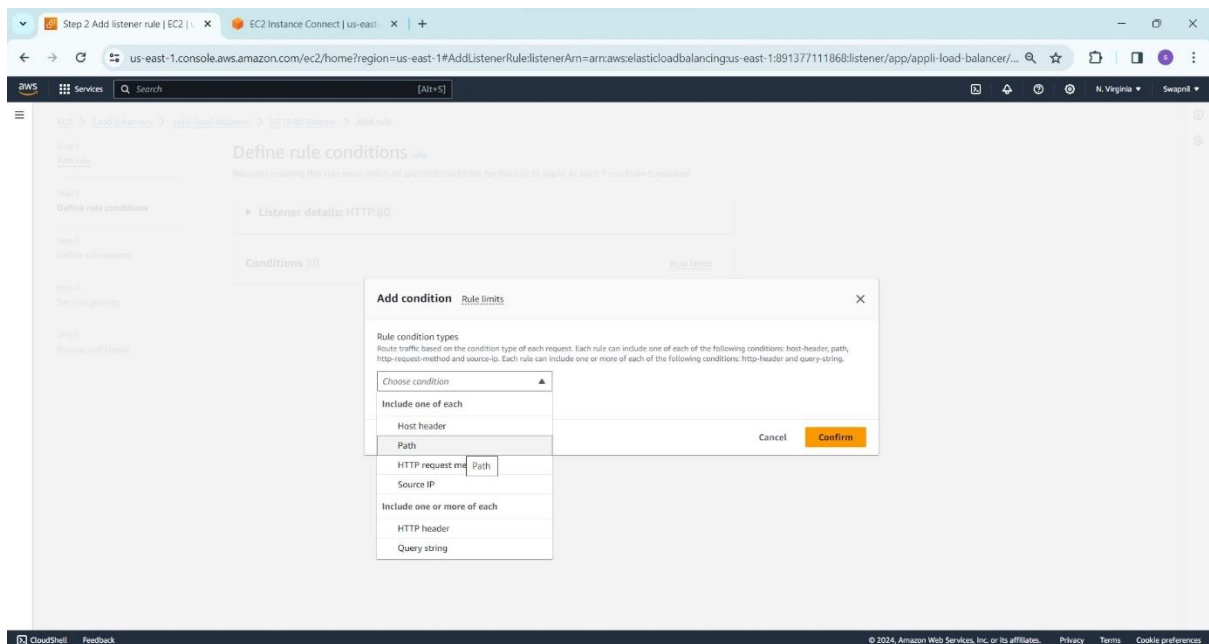 Step 2 Add listener rule | EC2 | u
EC2 Instance Connect | us-east-
us-east-1.console.aws.amazon.com/ec2/home?region=us-east-1#AddListenerRule:listenerArn=arn:aws:elasticloadbalancing:us-east-1:891377111868:listener/app/appli-load-balancer/...
S
aws
Services
Search
[Alt+S]
N. Virginia
Swapnil
EC2 > Load balancers > appli-load-balancer > HTTP:80 listener > Add rule
Step 1
Add rule
Step 2
Define rule conditions
Step 3
Define rule actions
Step 4
Set rule priority
Step 5
Review and create
Define rule conditions Info
Listener details: HTTP:80
Conditions (0)
Rule limits
Add condition Rule limits
Rule condition types
Route traffic based on the condition type of each request. Each rule can include one of each of the following conditions: host-header, path,
http-request-method and source-ip. Each rule can include one or more of each of the following conditions: http-header and query-string.
Choose condition
Include one of each
Host header
Path
HTTP request me
Path
Source IP
Include one or more of each
HTTP header
Query string
Cancel
Confirm
CloudShell
Feedback
© 2024, Amazon Web Services, Inc. or its affiliates.
Privacy
Terms
Cookie preferences